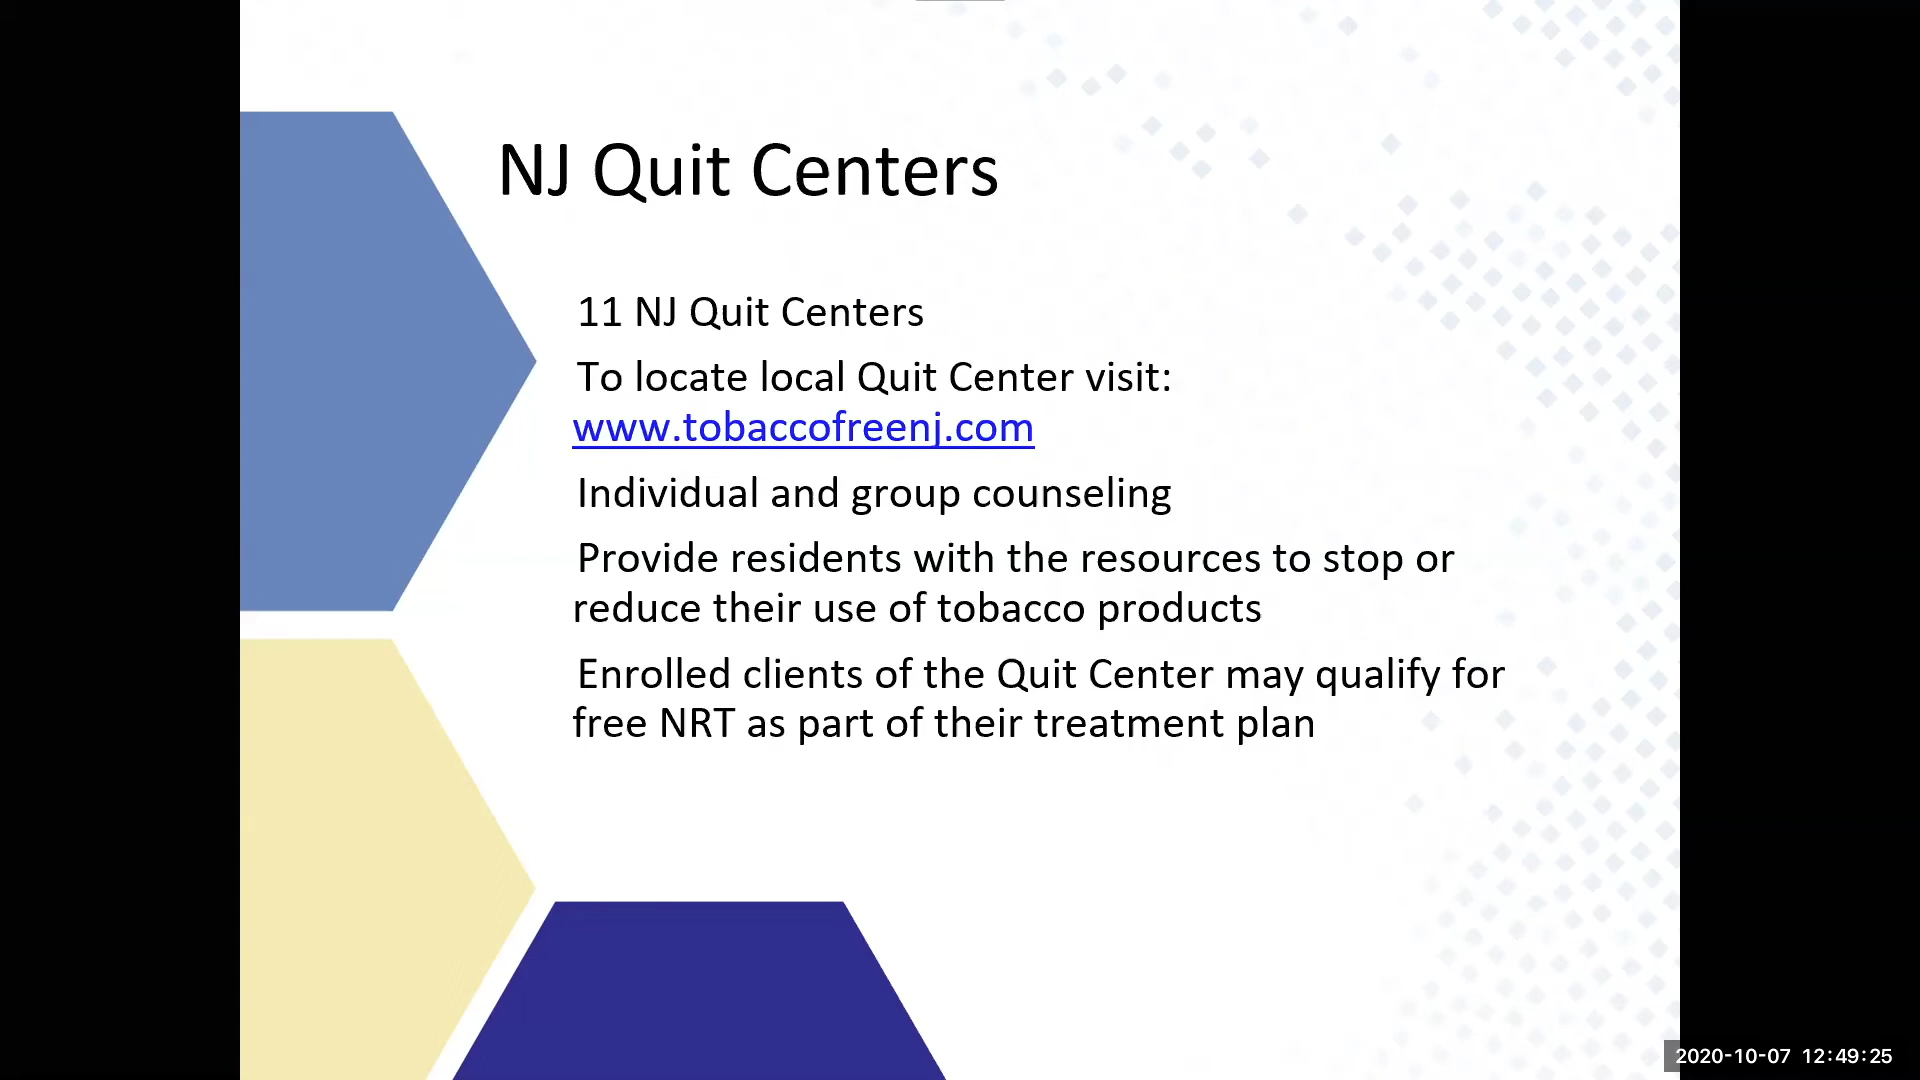 NJ Quit Centers
11 NJ Quit Centers
To locate local Quit Center visit:
www.tobaccofreenj.com
Individual and group counseling
Provide residents with the resources to stop or
reduce their use of tobacco products
Enrolled clients of the Quit Center may qualify for
free NRT as part of their treatment plan
2020-10-07 12:49:25